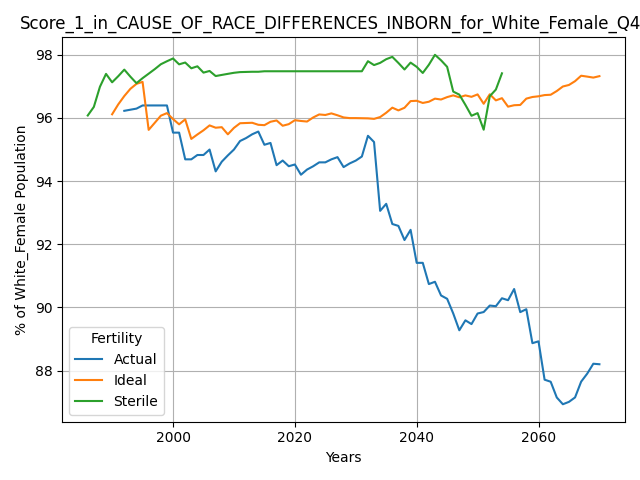 Score_1_in_CAUSE_OF_RACE_DIFFERENCES_INBORN_for_White_Female_Q4
98
96
94
92
90
88
% of White_Female Population
Fertility
Actual
Ideal
Sterile
2000 2020 2040 2060
Years